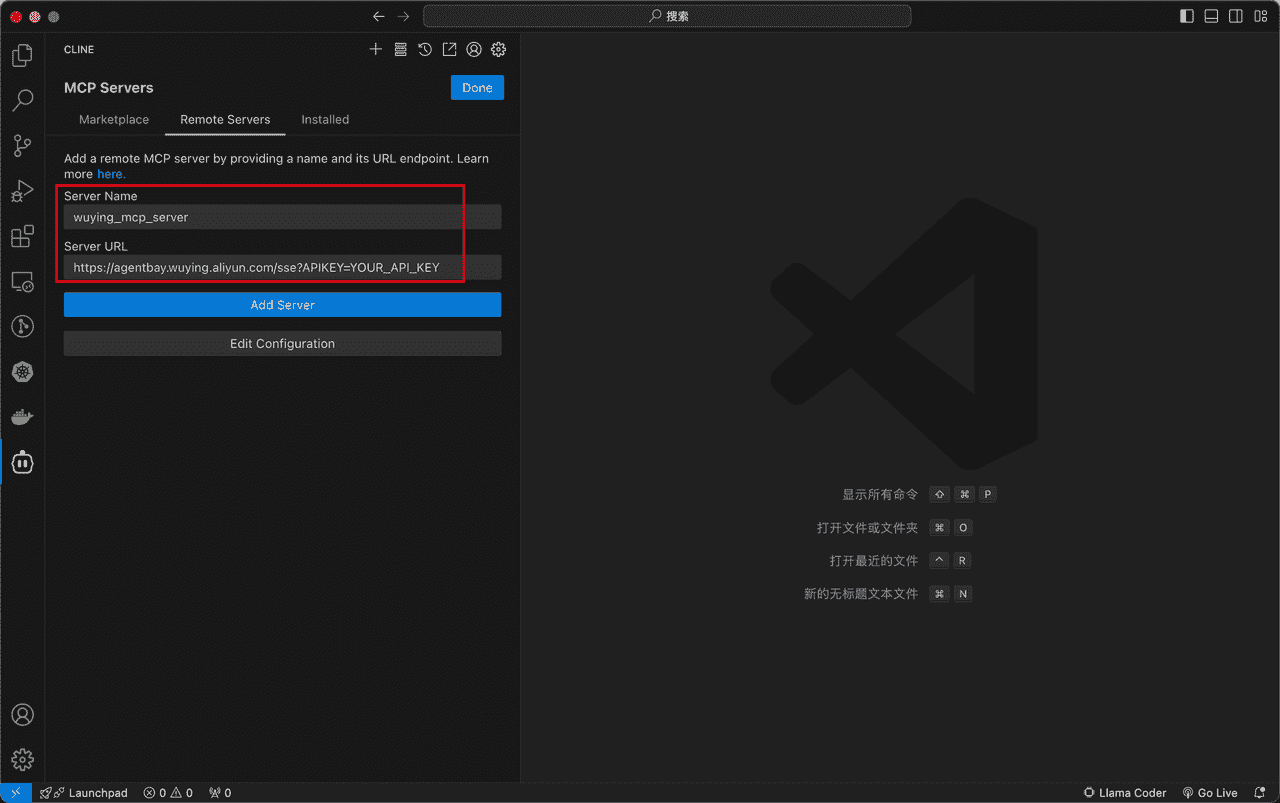 搜索
CLINE
MCP Servers
Done
Marketplace
Remote Servers
Installed
Add a remote MCP server by providing a name and its URL endpoint. Learn
more here.
Server Name
wuying_mcp_server
Server URL
https://agentbay.wuying.aliyun.com/sse?APIKEY=YOUR_API_KEY
Add Server
Edit Configuration
显示所有命令 ⇧ ⌘ P
打开文件或文件夹 ⌘ O
打开最近的文件 ^ R
新的无标题文本文件 ⌘ N
Launchpad 0 0 0 Llama Coder Go Live